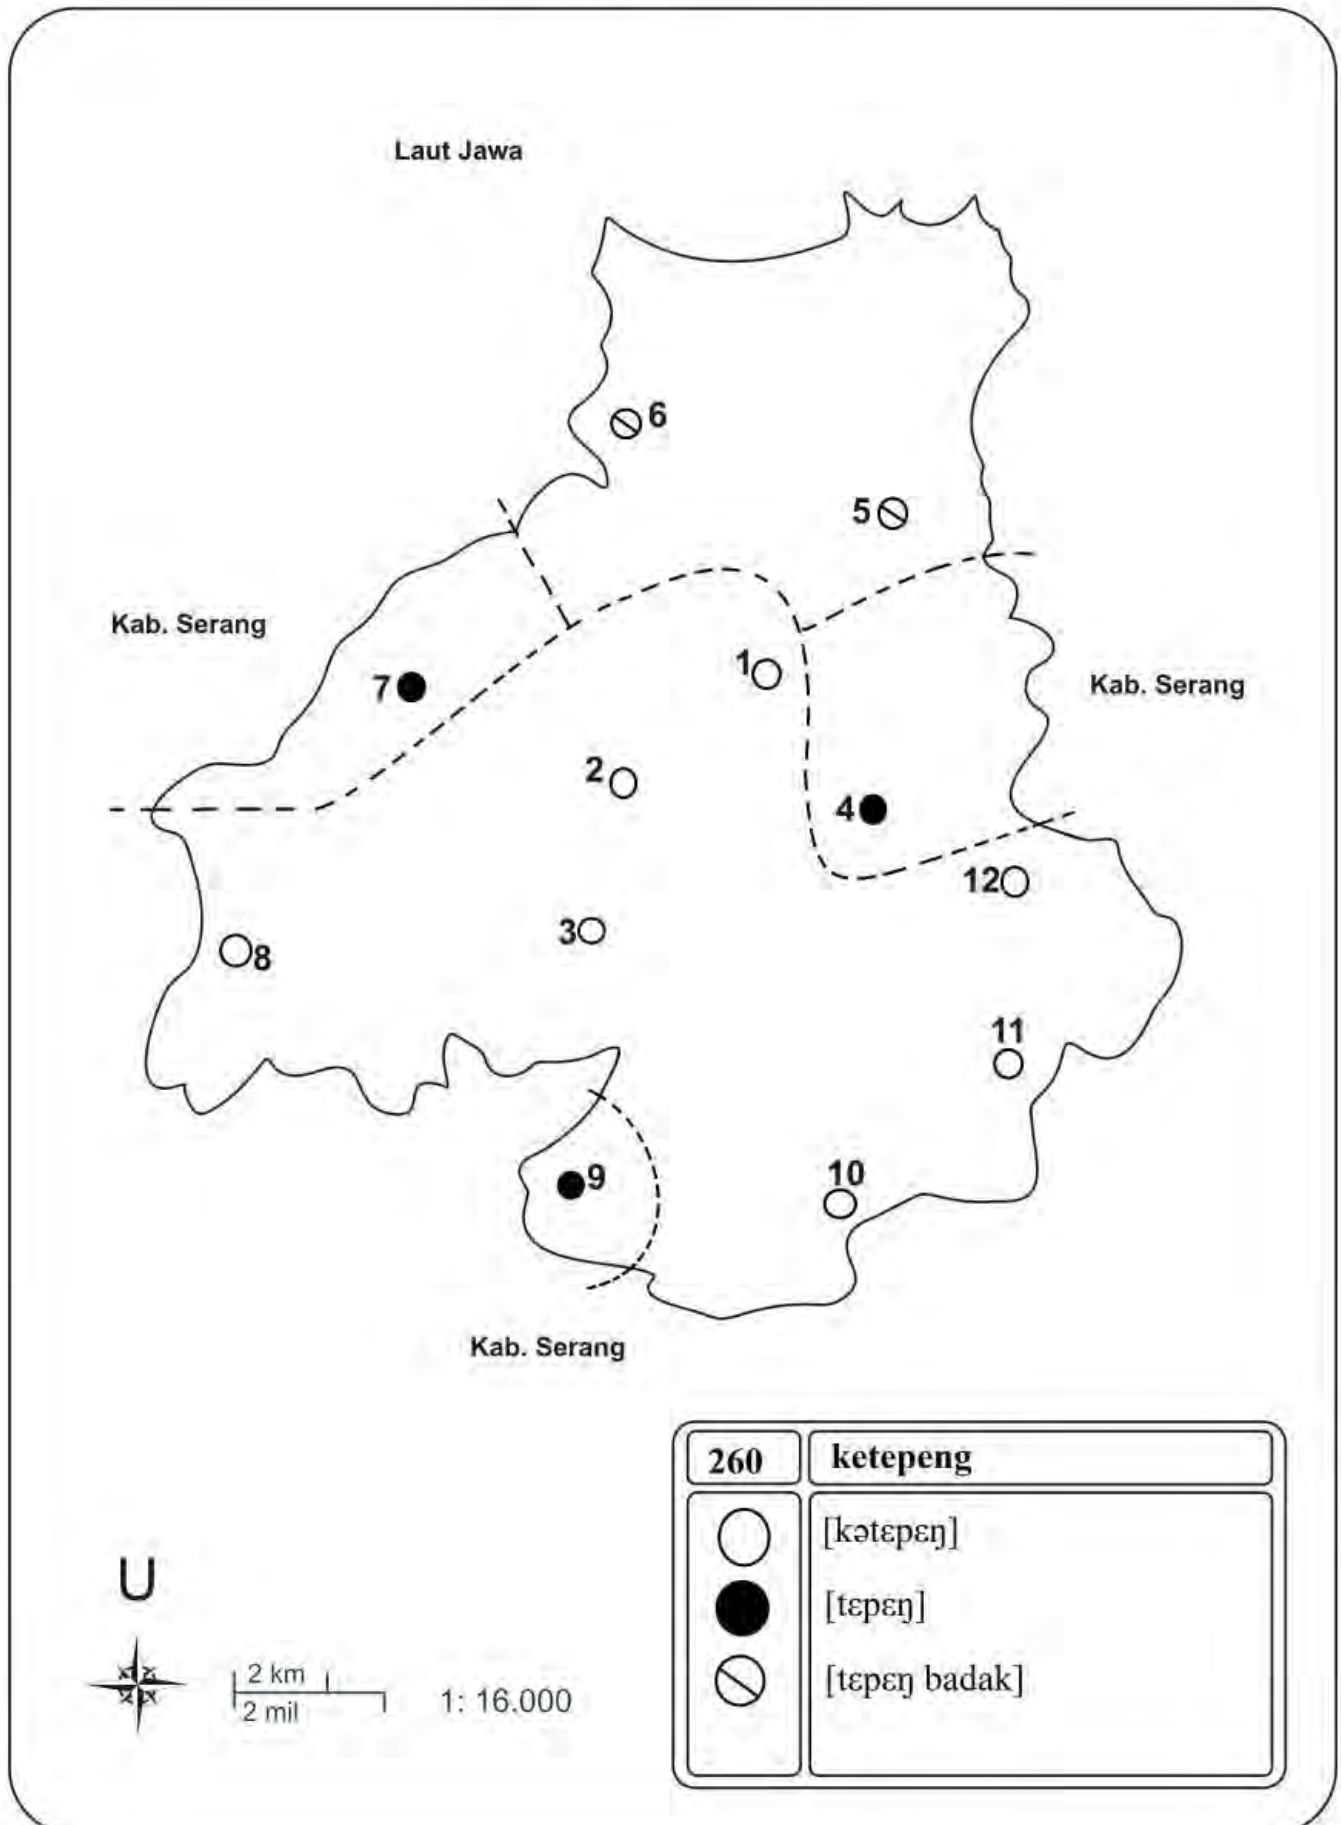 Laut Jawa
6
5
Kab. Serang
1
7
Kab. Serang
2
4
12
3
8
11
9
10
Kab. Serang
260 ketepeng
[kətɛpɛŋ]
[tɛpɛŋ]
[tɛpɛŋ badak]
U
2 km
2 mil
1: 16.000